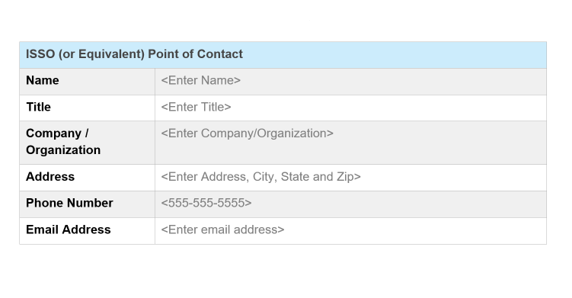 ISSO (or Equivalent) Point of Contact
Name <Enter Name>
Title <Enter Title>
Company / <Enter Company/Organization>
Organization
Address <Enter Address, City, State and Zip>
Phone Number <555-555-5555>
Email Address <Enter email address>